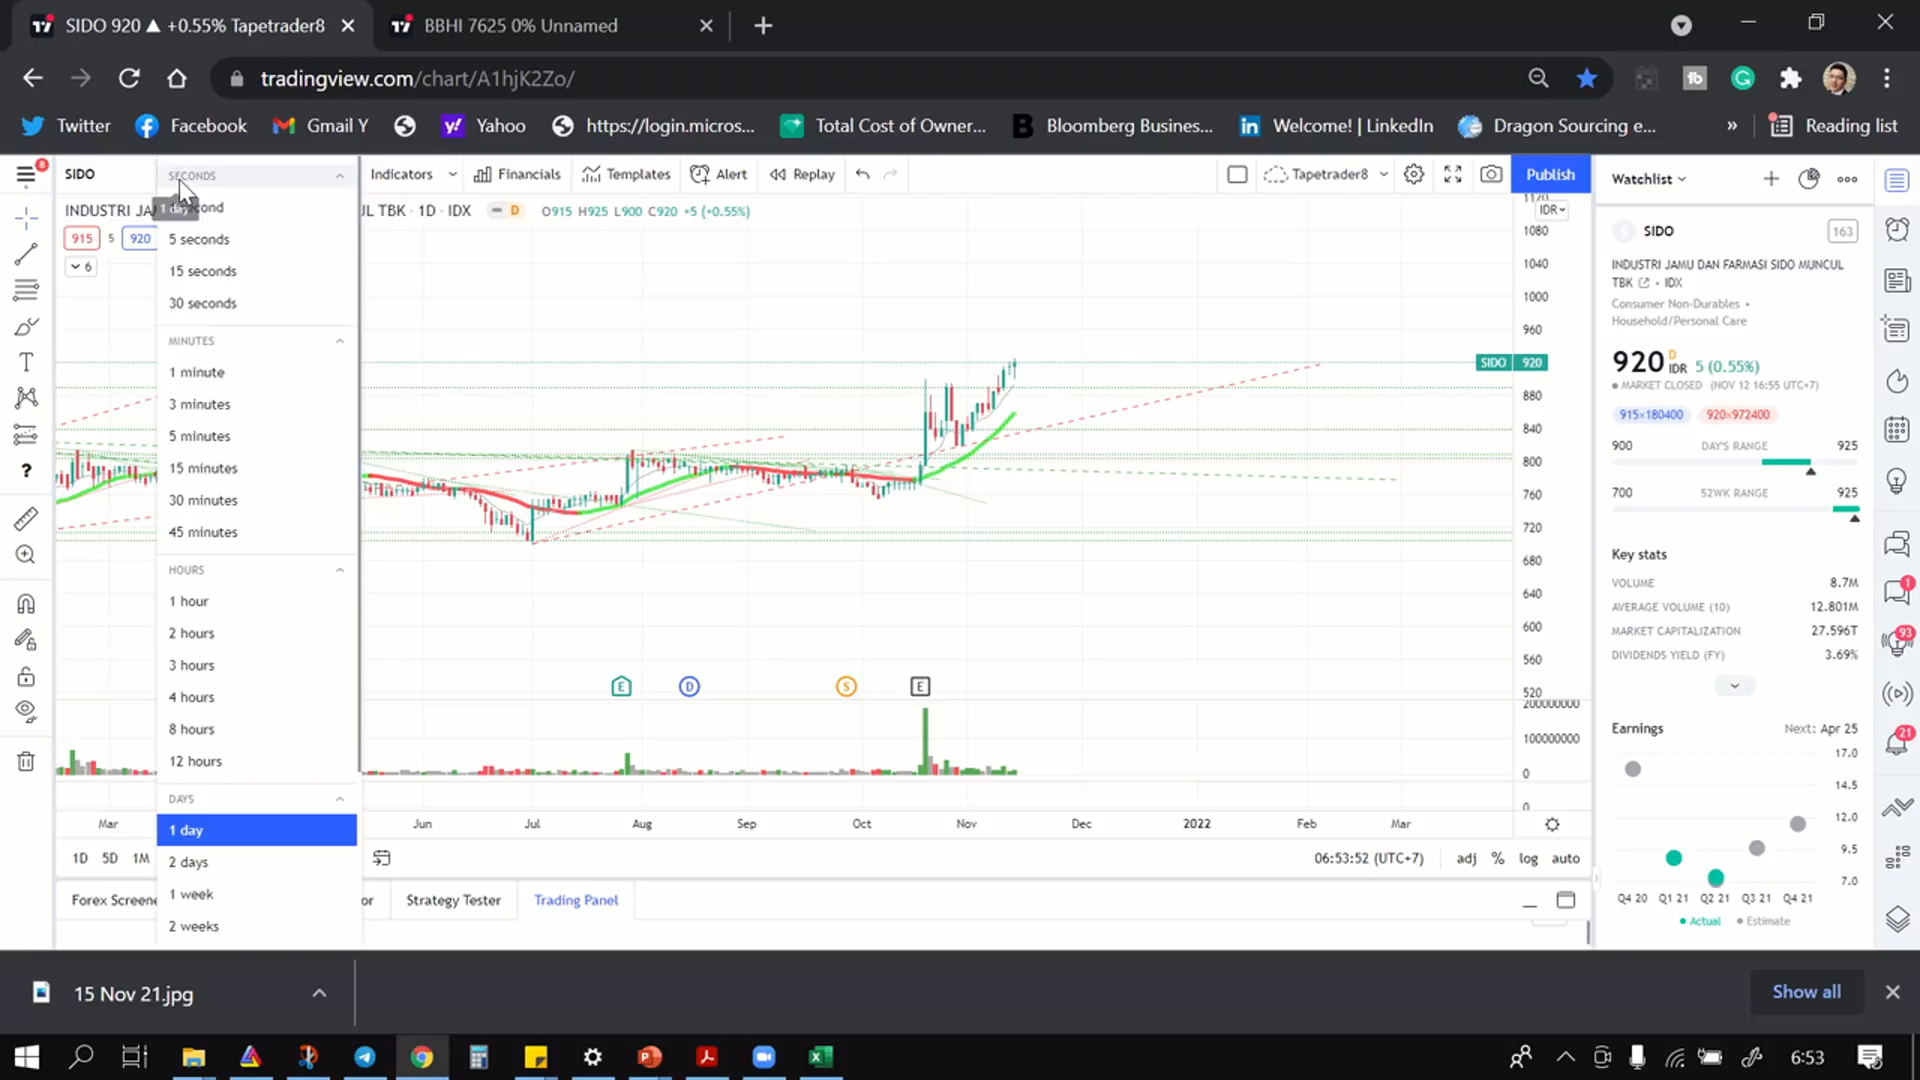 SIDO 920 ▲ +0.55% Tapetrader8
BBHI 7625 0% Unnamed
tradingview.com/chart/A1hjK2Zo/
Twitter
Facebook
Gmail Y
Yahoo
https://login.micros...
Total Cost of Owner...
Bloomberg Business...
Welcome! | LinkedIn
Dragon Sourcing e...
»
Reading list
8
SIDO
SECONDS
Indicators
Financials
Templates
Alert
Replay
Tapetrader8
Publish
Watchlist
1 day
5 seconds
15 seconds
30 seconds
MINUTES
1 minute
3 minutes
5 minutes
15 minutes
30 minutes
45 minutes
HOURS
1 hour
2 hours
3 hours
4 hours
8 hours
12 hours
DAYS
1 day
2 days
1 week
2 weeks
INDUSTRI JA
UL TBK · 1D · IDX
D
O915 H925 L900 C920 +5 (+0.55%)
915 5 920
6
IDR
1120
1080
1040
1000
960
SIDO 920
880
840
800
760
720
680
640
600
560
520
200000000
100000000
0
0
E
D
S
E
Mar
Jun
Jul
Aug
Sep
Oct
Nov
Dec
2022
Feb
Mar
1D 5D 1M
06:53:52 (UTC+7)
adj % log auto
Forex Screene
or
Strategy Tester
Trading Panel
SIDO
163
INDUSTRI JAMU DAN FARMASI SIDO MUNCUL
TBK · IDX
Consumer Non-Durables •
Household/Personal Care
920 D IDR 5 (0.55%)
MARKET CLOSED (NOV 12 16:55 UTC+7)
915×180400 920×972400
900 DAY'S RANGE 925
700 52WK RANGE 925
Key stats
VOLUME 8.7M
AVERAGE VOLUME (10) 12.801M
MARKET CAPITALIZATION 27.596T
DIVIDENDS YIELD (FY) 3.69%
Earnings Next: Apr 25
17.0
14.5
12.0
9.5
7.0
Q4 20 Q1 21 Q2 21 Q3 21 Q4 21
Actual Estimate
1
93
21
15 Nov 21.jpg
Show all
6:53